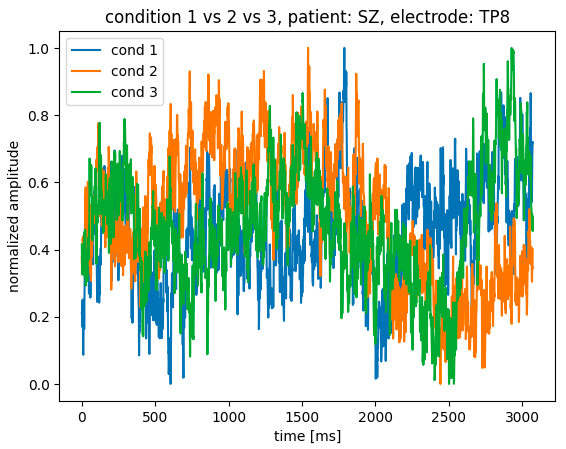 condition 1 vs 2 vs 3, patient: SZ, electrode: TP8
cond 1
cond 2
cond 3
normalized amplitude
1.0
0.8
0.6
0.4
0.2
0.0
0 500 1000 1500 2000 2500 3000
time [ms]